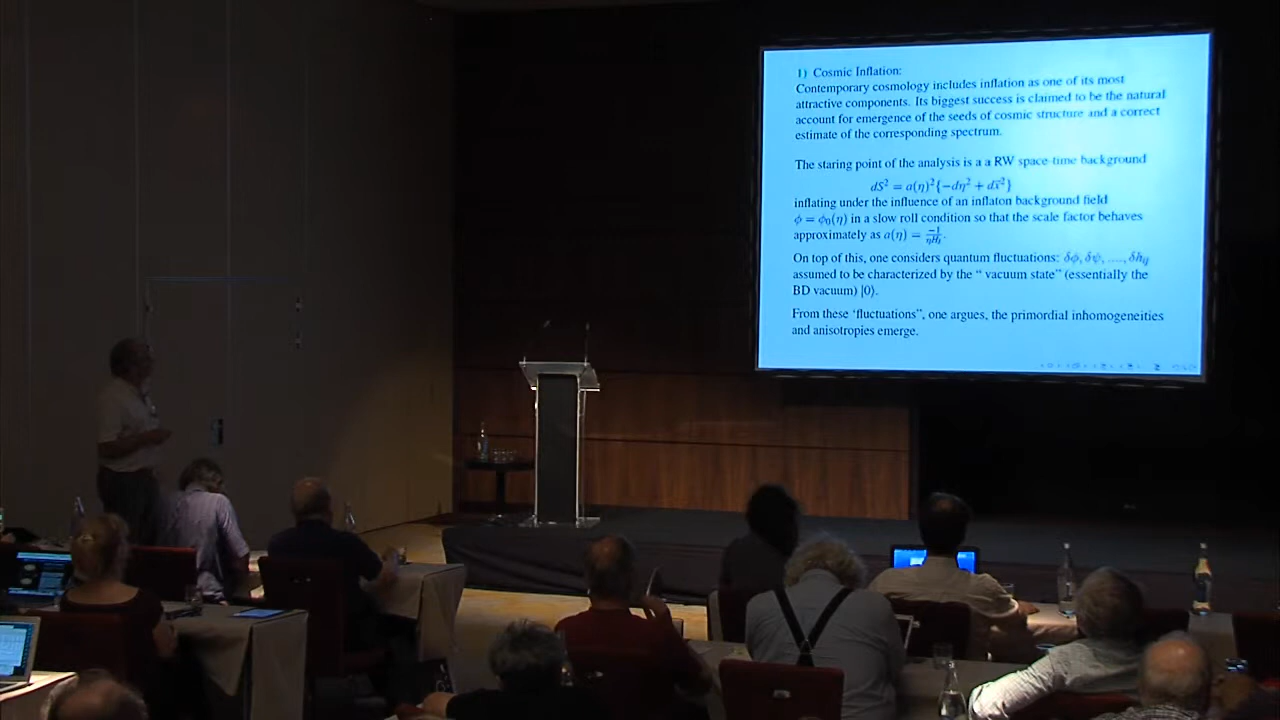 1) Cosmic Inflation:
Contemporary cosmology includes inflation as one of its most
attractive components. Its biggest success is claimed to be the natural
account for emergence of the seeds of cosmic structure and a correct
estimate of the corresponding spectrum.
The staring point of the analysis is a a RW space-time background
dS² = a(η)²{−dη² + dx⃗²}
inflating under the influence of an inflaton background field
ϕ = ϕ₀(η) in a slow roll condition so that the scale factor behaves
approximately as a(η) = −1/ηH_I.
On top of this, one considers quantum fluctuations: δϕ, δψ, ...., δh_ij
assumed to be characterized by the “ vacuum state” (essentially the
BD vacuum) |0⟩.
From these ‘fluctuations”, one argues, the primordial inhomogeneities
and anisotropies emerge.